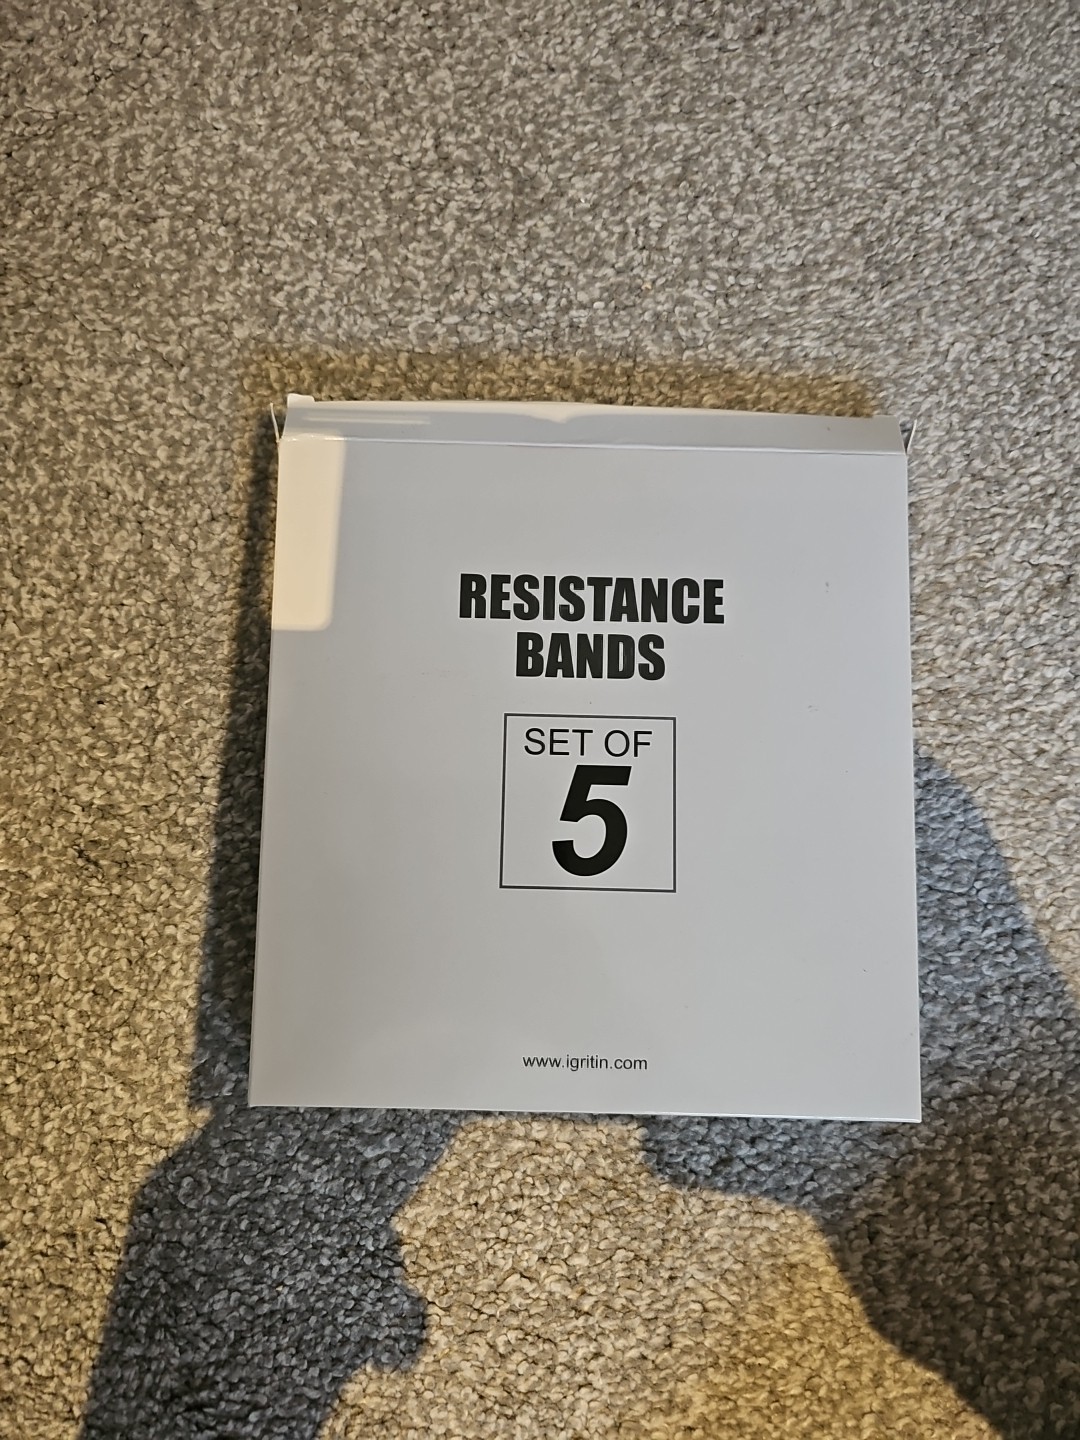 RESISTANCE
BANDS
SET OF
5
www.igritin.com